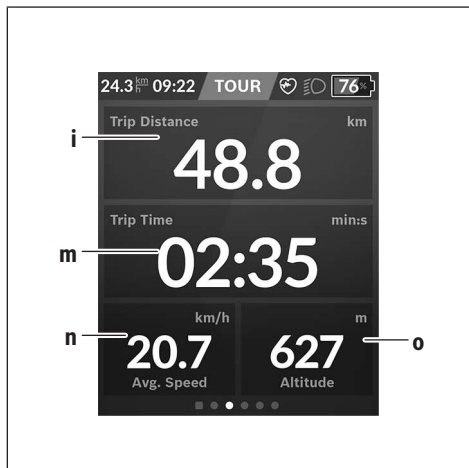 24.3 km/h 09:22 TOUR 76%
Trip Distance km
i
48.8
Trip Time min:s
m
02:35
km/h m
n
20.7 627
o
Avg. Speed Altitude